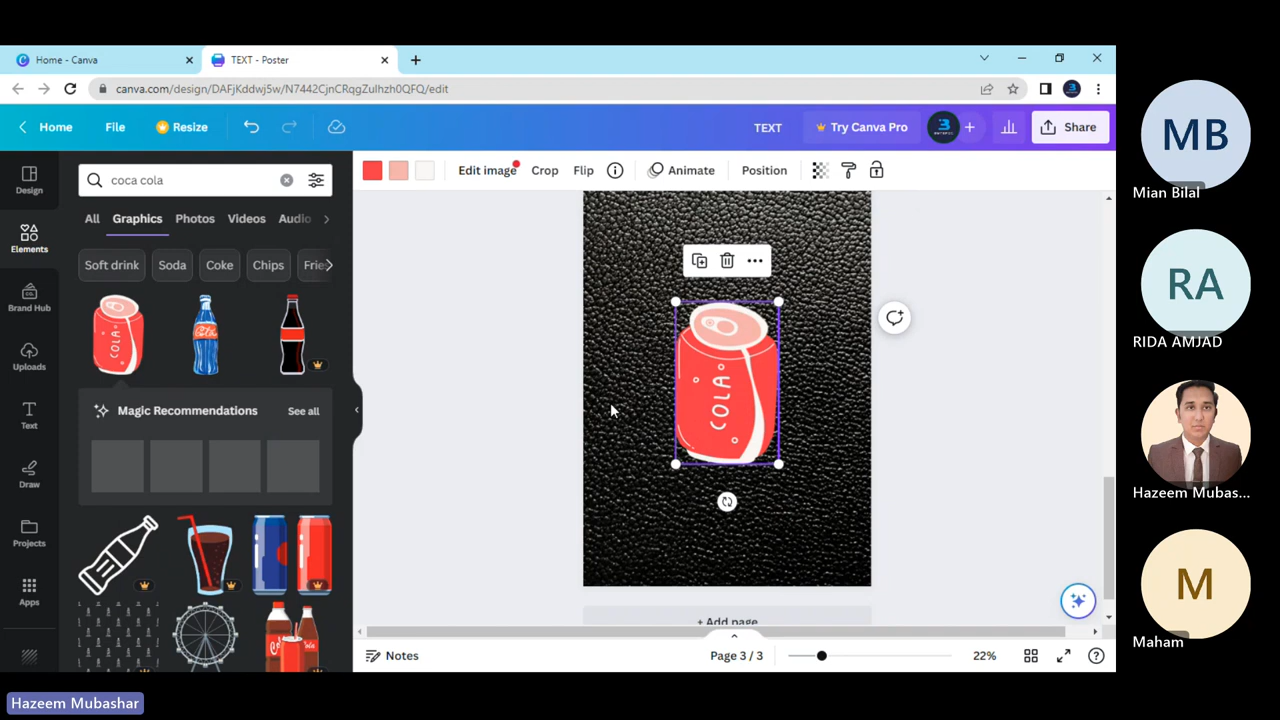 Home - Canva
TEXT - Poster
canva.com/design/DAFjKddwj5w/N7442CjnCRqgZuIhzh0QFQ/edit
Home
File
Resize
TEXT
Try Canva Pro
Share
Design
Elements
Brand Hub
Uploads
Text
Draw
Projects
Apps
coca cola
All
Graphics
Photos
Videos
Audio
Soft drink
Soda
Coke
Chips
Frie
Magic Recommendations
See all
Edit image
Crop
Flip
Animate
Position
COLA
COLA
+ Add page
Notes
Page 3 / 3
22%
MB
Mian Bilal
RA
RIDA AMJAD
Hazeem Mubas...
M
Maham
Hazeem Mubashar